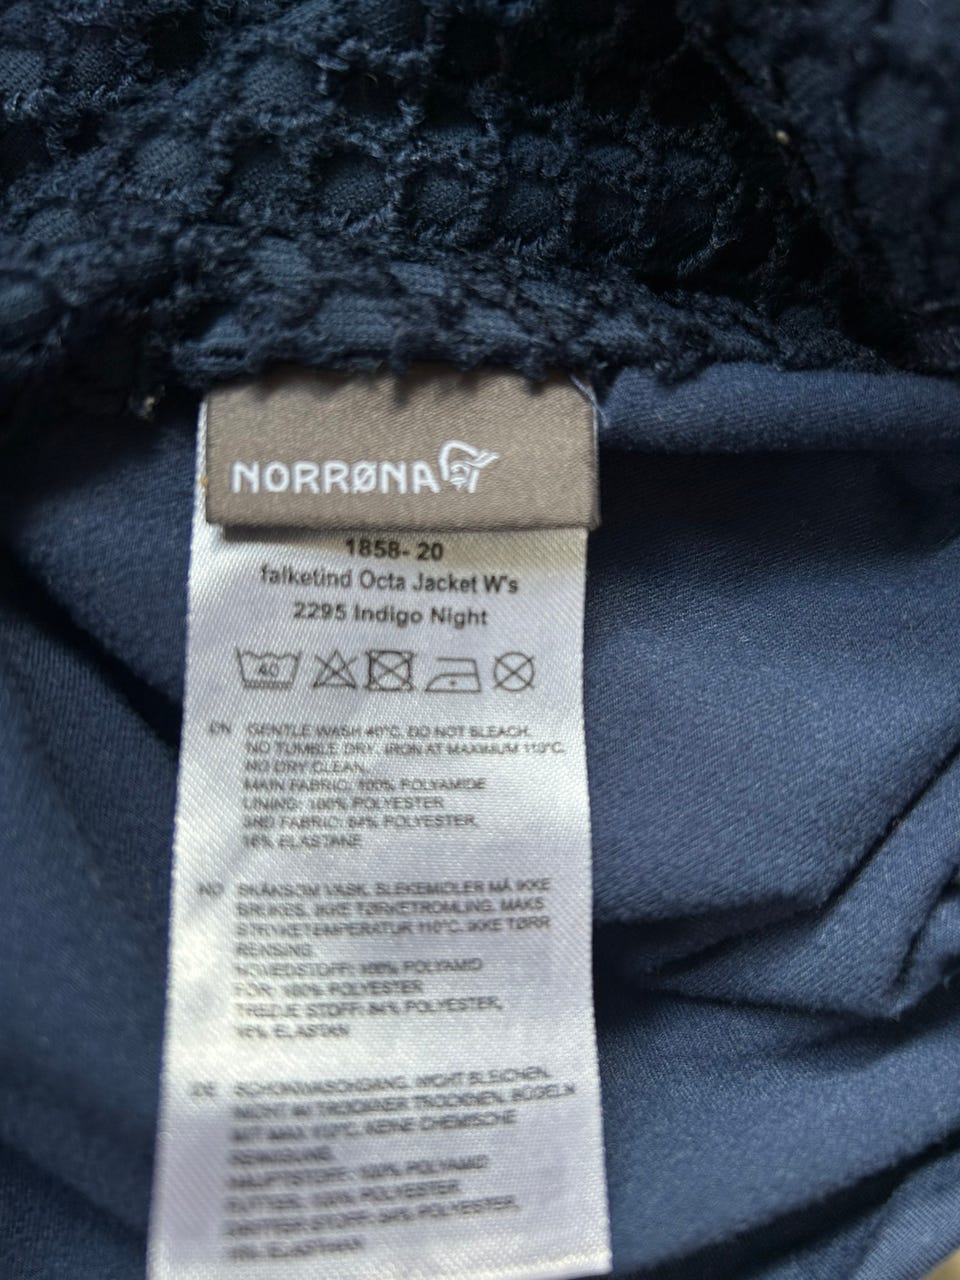 NORRØNA
1858- 20
falketind Octa Jacket W's
2295 Indigo Night
40
EN GENTLE WASH 40°C. DO NOT BLEACH.
NO TUMBLE DRY. IRON AT MAXIMUM 110°C.
NO DRY CLEAN.
MAIN FABRIC: 100% POLYAMIDE
LINING: 100% POLYESTER
3RD FABRIC: 84% POLYESTER,
16% ELASTANE
NO SKÅNSOM VASK. BLEKEMIDLER MÅ IKKE
BRUKES. IKKE TØRKETROMLING. MAKS
STRYKETEMPERATUR 110°C. IKKE TØRR
RENSING.
HOVEDSTOFF: 100% POLYAMID
FÔR: 100% POLYESTER
TREDJE STOFF: 84% POLYESTER,
16% ELASTAN
DE SCHONWASCHGANG. NICHT BLEICHEN.
NICHT IM TROCKNER TROCKNEN. BÜGELN
MIT MAX 110°C. KEINE CHEMISCHE
REINIGUNG.
HAUPTSTOFF: 100% POLYAMID
FUTTER: 100% POLYESTER
DRITTER STOFF: 84% POLYESTER,
16% ELASTHAN